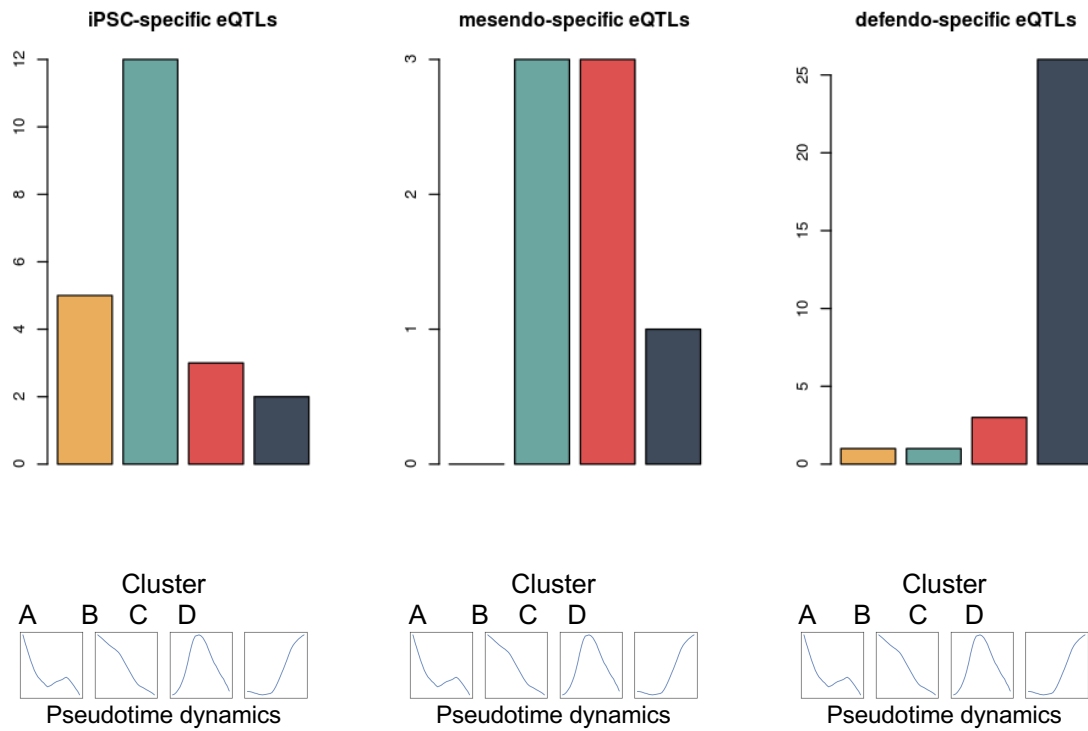 iPSC-specific eQTLs
mesendo-specific eQTLs
defendo-specific eQTLs
12
10
8
6
4
2
0
3
2
1
0
25
20
15
10
5
0
Cluster
A B C D
Pseudotime dynamics
Cluster
A B C D
Pseudotime dynamics
Cluster
A B C D
Pseudotime dynamics